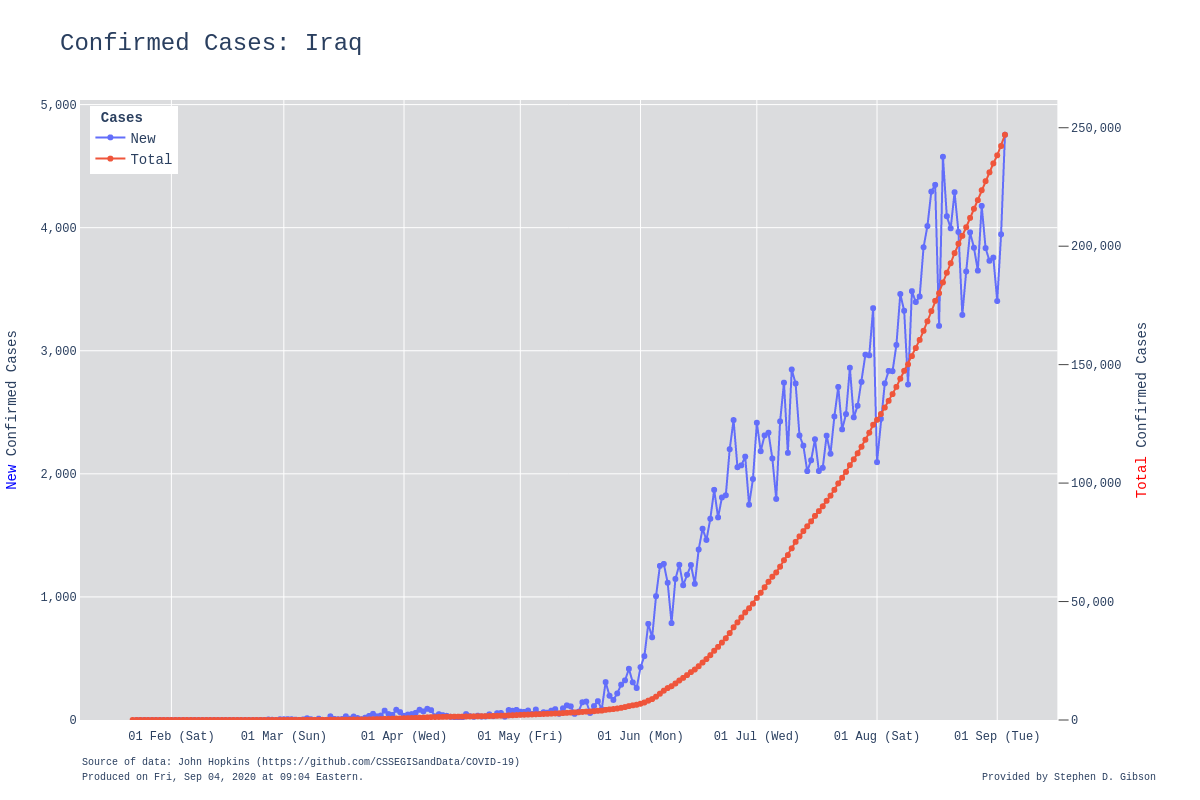 Confirmed Cases: Iraq
Cases
New
Total
5,000
4,000
3,000
2,000
1,000
0
New Confirmed Cases
250,000
200,000
150,000
100,000
50,000
0
Total Confirmed Cases
01 Feb (Sat) 01 Mar (Sun) 01 Apr (Wed) 01 May (Fri) 01 Jun (Mon) 01 Jul (Wed) 01 Aug (Sat) 01 Sep (Tue)
Source of data: John Hopkins (https://github.com/CSSEGISandData/COVID-19)
Produced on Fri, Sep 04, 2020 at 09:04 Eastern.
Provided by Stephen D. Gibson